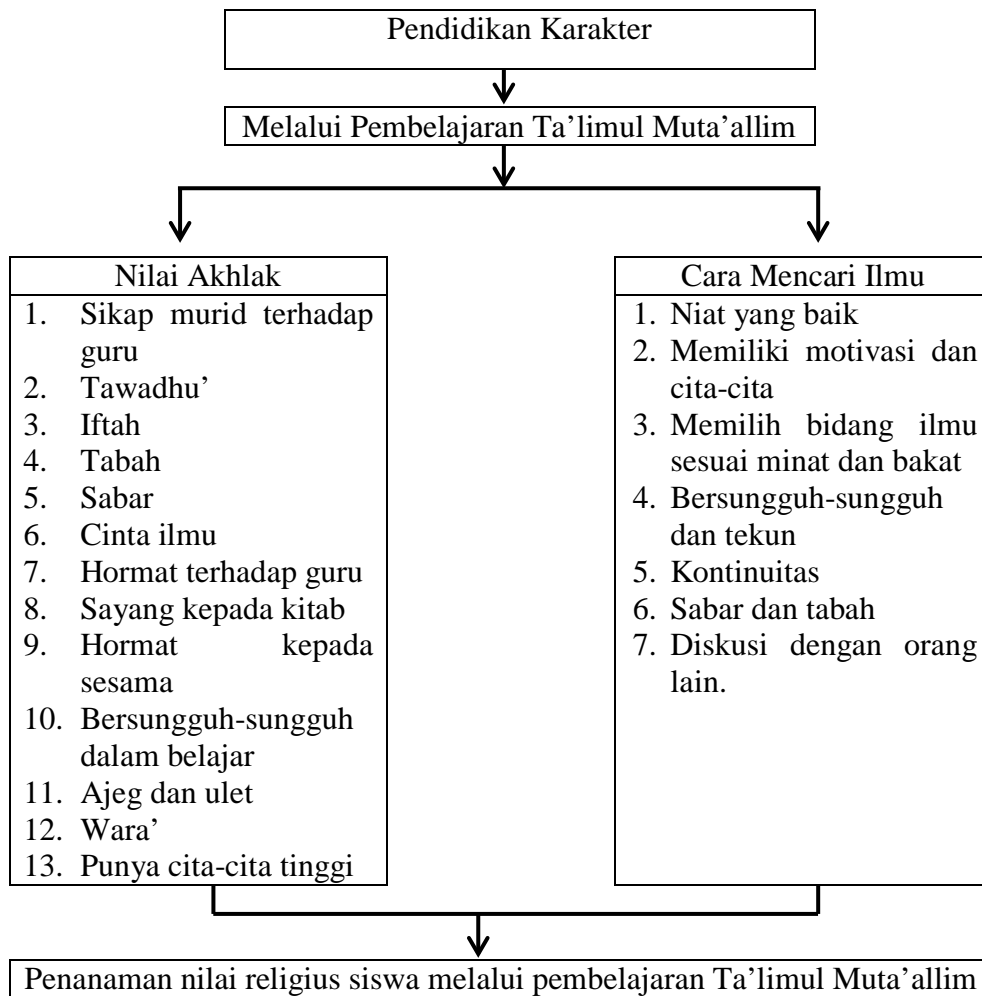 Pendidikan Karakter
Melalui Pembelajaran Ta’limul Muta’allim
Nilai Akhlak
1. Sikap murid terhadap
guru
2. Tawadhu’
3. Iftah
4. Tabah
5. Sabar
6. Cinta ilmu
7. Hormat terhadap guru
8. Sayang kepada kitab
9. Hormat kepada
sesama
10. Bersungguh-sungguh
dalam belajar
11. Ajeg dan ulet
12. Wara’
13. Punya cita-cita tinggi
Cara Mencari Ilmu
1. Niat yang baik
2. Memiliki motivasi dan
cita-cita
3. Memilih bidang ilmu
sesuai minat dan bakat
4. Bersungguh-sungguh
dan tekun
5. Kontinuitas
6. Sabar dan tabah
7. Diskusi dengan orang
lain.
Penanaman nilai religius siswa melalui pembelajaran Ta’limul Muta’allim